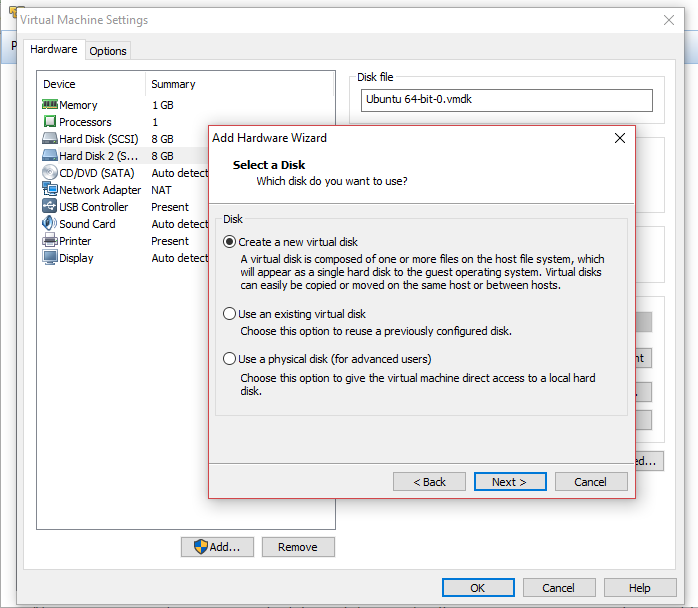 Virtual Machine Settings
Hardware
Options
Device Summary
Memory 1 GB
Processors 1
Hard Disk (SCSI) 8 GB
Hard Disk 2 (S... 8 GB
CD/DVD (SATA) Auto detect
Network Adapter NAT
USB Controller Present
Sound Card Auto detect
Printer Present
Display Auto detect
Disk file
Ubuntu 64-bit-0.vmdk
Add Hardware Wizard
Select a Disk
Which disk do you want to use?
Disk
Create a new virtual disk
A virtual disk is composed of one or more files on the host file system, which
will appear as a single hard disk to the guest operating system. Virtual disks
can easily be copied or moved on the same host or between hosts.
Use an existing virtual disk
Choose this option to reuse a previously configured disk.
Use a physical disk (for advanced users)
Choose this option to give the virtual machine direct access to a local hard
disk.
< Back
Next >
Cancel
Add...
Remove
OK
Cancel
Help